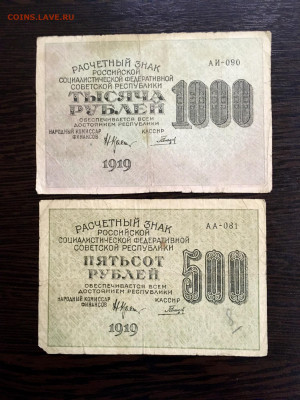 COINS.LAVE.RU
РАСЧЕТНЫЙ ЗНАК
РОССИЙСКОЙ
СОЦИАЛИСТИЧЕСКОЙ ФЕДЕРАТИВНОЙ
СОВЕТСКОЙ РЕСПУБЛИКИ
АИ-090
ТЫСЯЧА
РУБЛЕЙ
1000
ОБЕСПЕЧИВАЕТСЯ ВСЕМ
ДОСТОЯНИЕМ РЕСПУБЛИКИ
НАРОДНЫЙ КОМИССАР
ФИНАНСОВ
КАССИР
1919
РАСЧЕТНЫЙ ЗНАК
РОССИЙСКОЙ
СОЦИАЛИСТИЧЕСКОЙ ФЕДЕРАТИВНОЙ
СОВЕТСКОЙ РЕСПУБЛИКИ
АА-081
ПЯТЬСОТ
РУБЛЕЙ
500
ОБЕСПЕЧИВАЕТСЯ ВСЕМ
ДОСТОЯНИЕМ РЕСПУБЛИКИ
НАРОДНЫЙ КОМИССАР
ФИНАНСОВ
КАССИР
1919